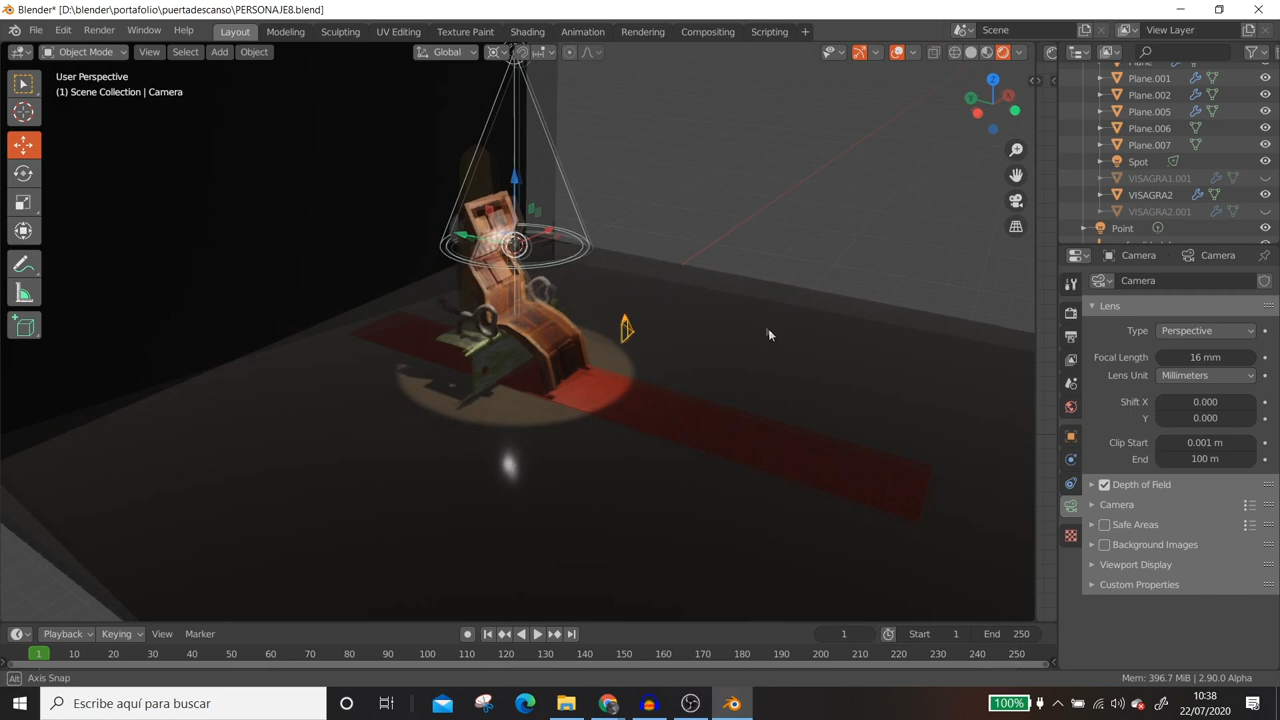 Blender* [D:\blender\portafolio\puertadescanso\PERSONAJE8.blend]
File Edit Render Window Help Layout Modeling Sculpting UV Editing Texture Paint Shading Animation Rendering Compositing Scripting Scene View Layer
Object Mode View Select Add Object Global
User Perspective
(1) Scene Collection | Camera
Z
Plane.001
Plane.002
Plane.005
Plane.006
Plane.007
Spot
VISAGRA1.001
VISAGRA2
VISAGRA2.001
Point
Camera Camera
Camera
Lens
Type Perspective
Focal Length 16 mm
Lens Unit Millimeters
Shift X 0.000
Y 0.000
Clip Start 0.001 m
End 100 m
Depth of Field
Camera
Safe Areas
Background Images
Viewport Display
Custom Properties
Playback Keying View Marker 1 Start 1 End 250
1 10 20 30 40 50 60 70 80 90 100 110 120 130 140 150 160 170 180 190 200 210 220 230 240 250
Alt Axis Snap Mem: 396.7 MiB | 2.90.0 Alpha
Escribe aquí para buscar 100% 10:38
22/07/2020